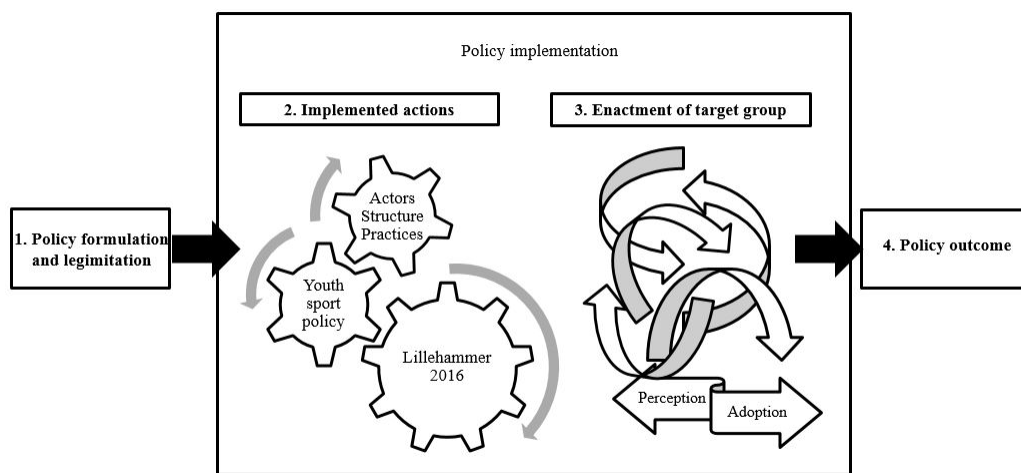 Policy implementation
2. Implemented actions
3. Enactment of target group
Actors
Structure
Practices
1. Policy formulation
and legimitation
4. Policy outcome
Youth
sport
policy
Lillehammer
2016
Perception
Adoption